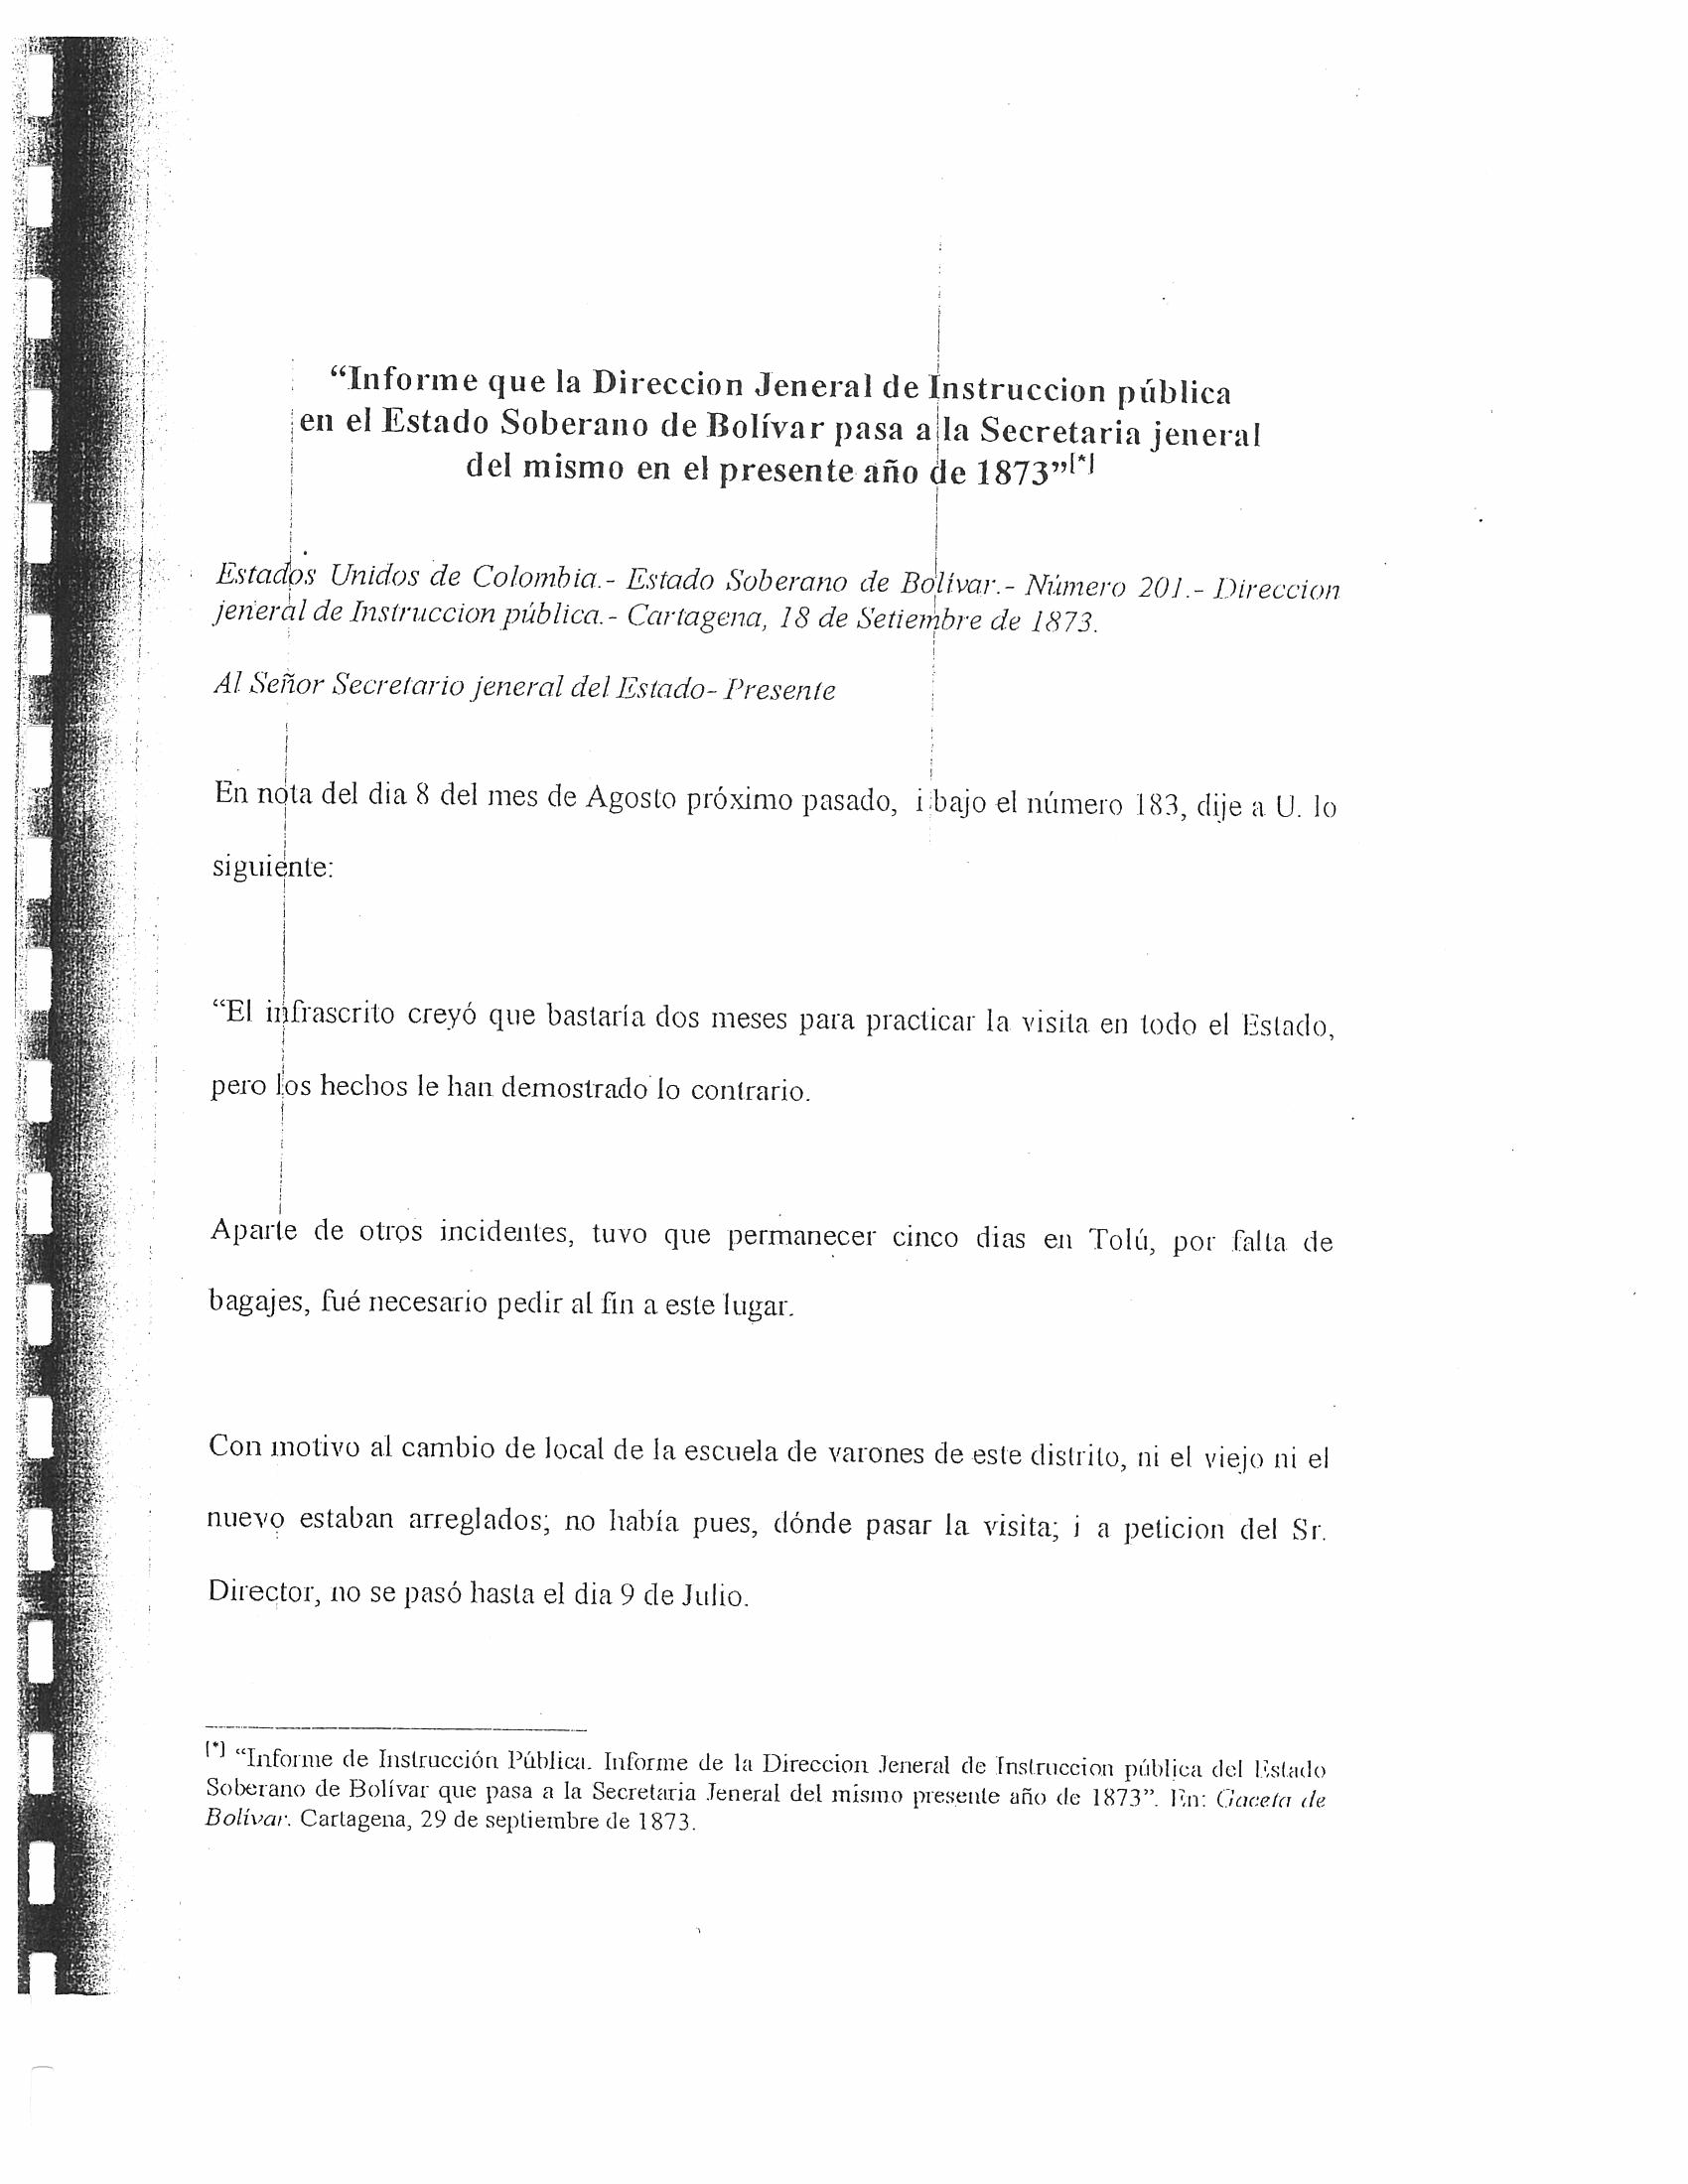 “Informe que la Direccion Jeneral de Instruccion pública
en el Estado Soberano de Bolívar pasa a la Secretaria jeneral
del mismo en el presente año de 1873”[*]
Estados Unidos de Colombia.- Estado Soberano de Bolívar.- Número 201.- Direccion
jeneral de Instruccion pública.- Cartagena, 18 de Setiembre de 1873.
Al Señor Secretario jeneral del Estado- Presente
En nota del dia 8 del mes de Agosto próximo pasado, i bajo el número 183, dije a U. lo
siguiente:
“El infrascrito creyó que bastaría dos meses para practicar la visita en todo el Estado,
pero los hechos le han demostrado lo contrario.
Aparte de otros incidentes, tuvo que permanecer cinco dias en Tolú, por falta de
bagajes, fué necesario pedir al fin a este lugar.
Con motivo al cambio de local de la escuela de varones de este distrito, ni el viejo ni el
nuevo estaban arreglados; no había pues, dónde pasar la visita; i a peticion del Sr.
Director, no se pasó hasta el dia 9 de Julio.
[*] “Informe de Instrucción Pública. Informe de la Direccion Jeneral de Instruccion pública del Estado
Soberano de Bolívar que pasa a la Secretaria Jeneral del mismo presente año de 1873”. En: Gaceta de
Bolívar. Cartagena, 29 de septiembre de 1873.